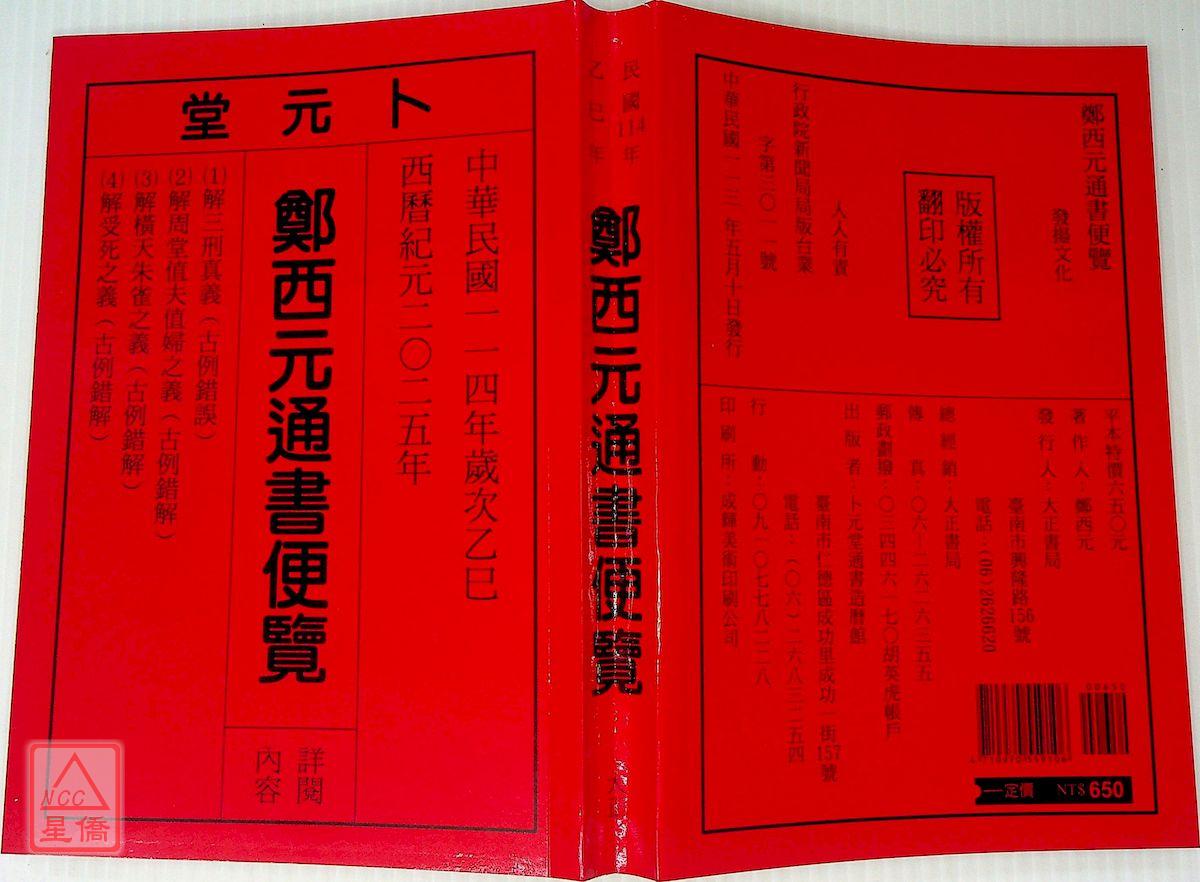 卜元堂
中華民國一一四年歲次乙巳
西曆紀元二〇二五年
鄭西元通書便覽
詳閱
內容
(1)解三刑真義(古例錯誤)
(2)解周堂值夫值婦之義(古例錯解)
(3)解橫天朱雀之義(古例錯解)
(4)解受死之義(古例錯解)
民國114年
乙巳年
鄭西元通書便覽
鄭西元通書便覽
發揚文化
版權所有
翻印必究
人人有責
行政院新聞局局版台業
字第三〇一一號
中華民國一一三年五月十日發行
平本特價六五〇元
著作人:鄭西元
發行人:大正書局
臺南市興隆路156號
電話:(06)2626620
總經銷:大正書局
傳真:〇六-二六二六三五五
郵政劃撥:〇三四四六一七〇胡英虎帳戶
出版者:卜元堂通書造曆館
臺南市仁德區成功里成功一街157號
電話:(〇六)二六八三二五四
行動:〇九一〇七七八二二八
印刷所:成輝美術印刷公司
00650
一定價 NT$650
NCC
星僑